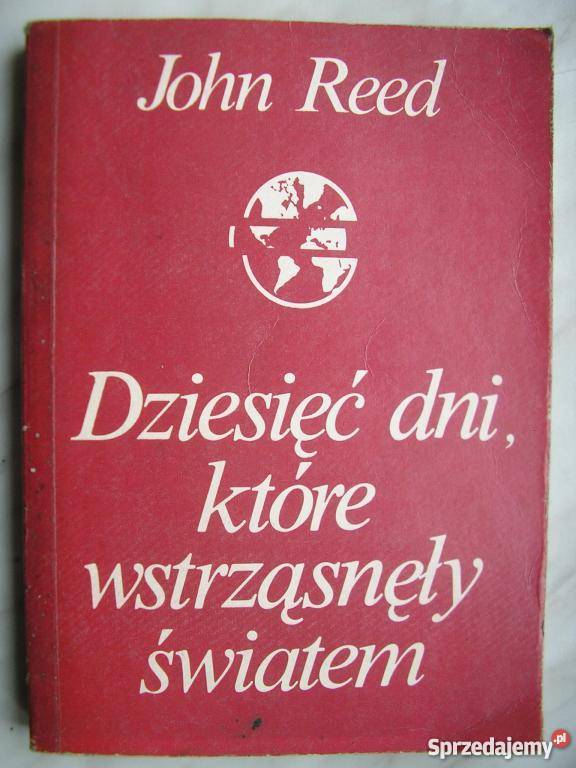 John Reed
Dziesięć dni,
które
wstrząsnęły
światem
Sprzedajemy.pl